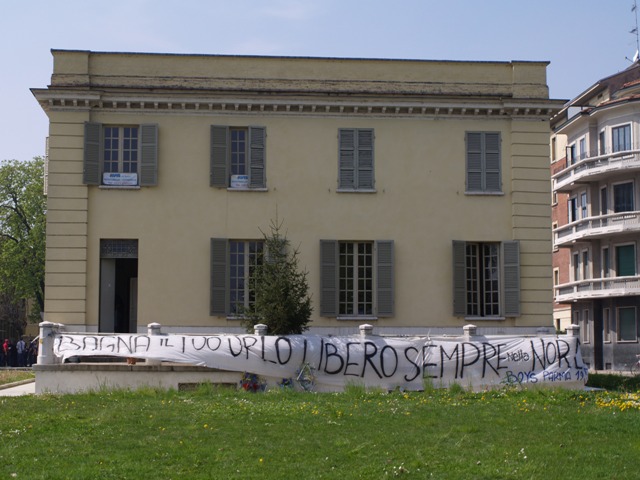 BAGNA IL TUO URLO LIBERO SEMPRE Nella NORD
BOYS PARMA